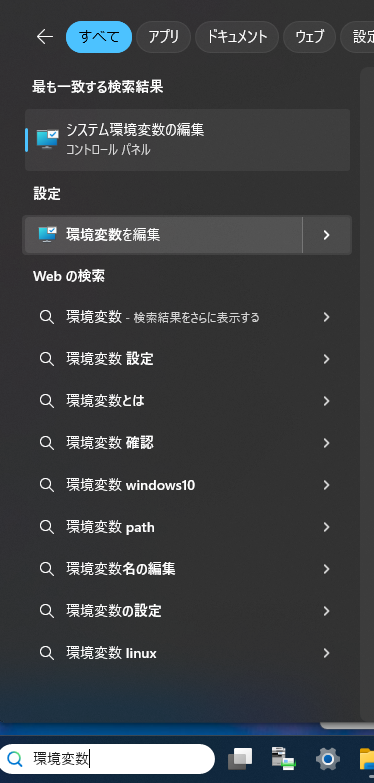 すべて アプリ ドキュメント ウェブ
最も一致する検索結果
システム環境変数の編集
コントロール パネル
設定
環境変数を編集
Web の検索
環境変数 - 検索結果をさらに表示する
環境変数 設定
環境変数とは
環境変数 確認
環境変数 windows10
環境変数 path
環境変数名の編集
環境変数の設定
環境変数 linux
環境変数